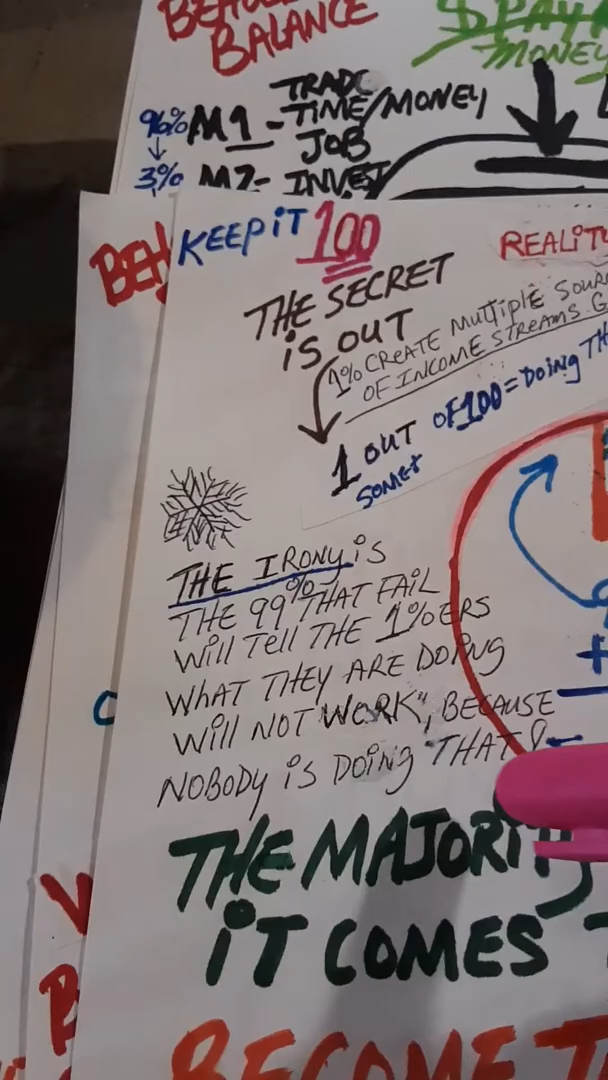 BALANCE
$PAY
MONEY
TRADE
96% M1 - TIME/MONEY
JOB
3% M2- INVEST
BEH
KEEP iT 100
REALITY
THE SECRET
iS OUT
1% CREATE MULTIPLE
OF INCOME STREAMS
1 OUT OF 100 = DOING
THE IRONY iS
THE 99% THAT FAIL
WILL TELL THE 1%ERS
WHAT THEY ARE DOING
WILL NOT "WORK", BECAUSE
NOBODY iS DOING THAT!
THE MAJORITY
iT COMES
BECOME